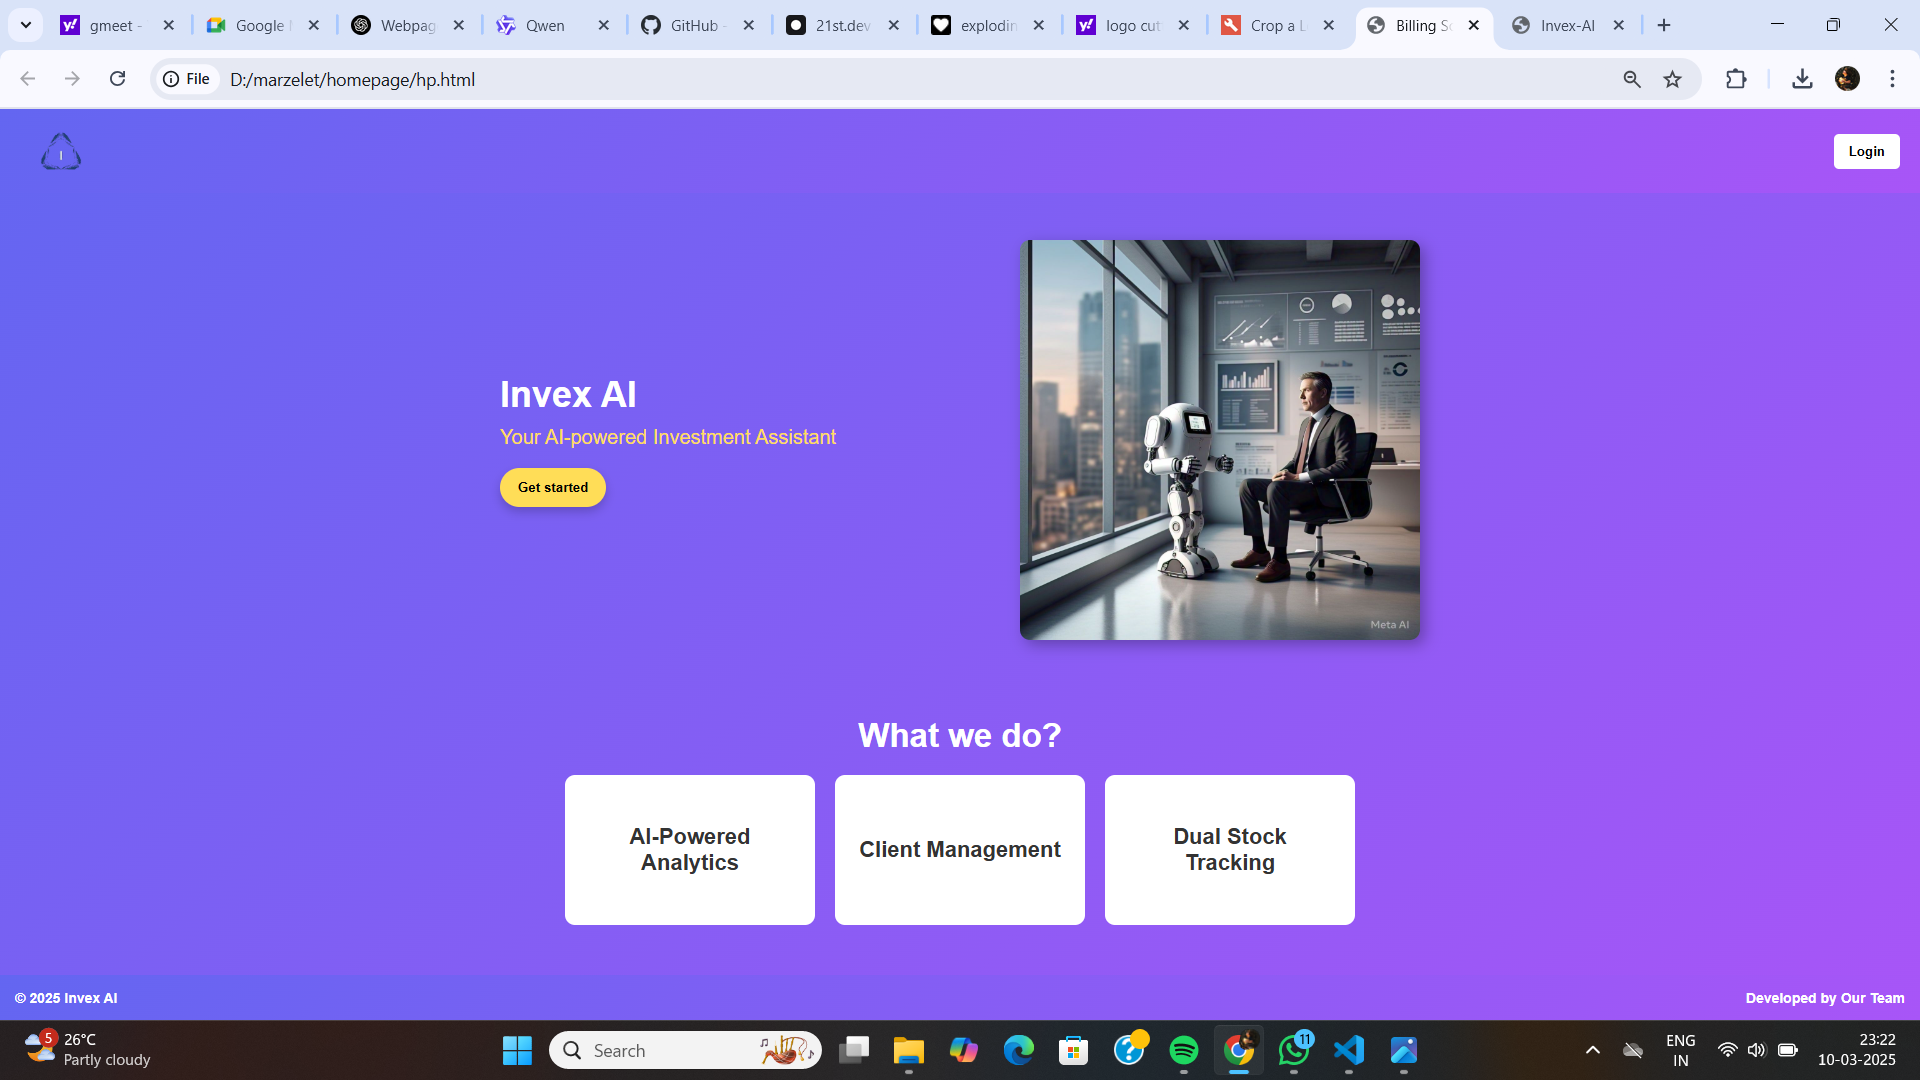 gmeet -
Google
Webpag
Qwen
GitHub -
21st.dev
explodin
logo cut
Crop a L
Billing S
Invex-AI
File
D:/marzelet/homepage/hp.html
I
Login
Invex AI
Your AI-powered Investment Assistant
Get started
Meta AI
What we do?
AI-Powered
Analytics
Client Management
Dual Stock
Tracking
© 2025 Invex AI
Developed by Our Team
5
26°C
Partly cloudy
Search
11
ENG
IN
23:22
10-03-2025